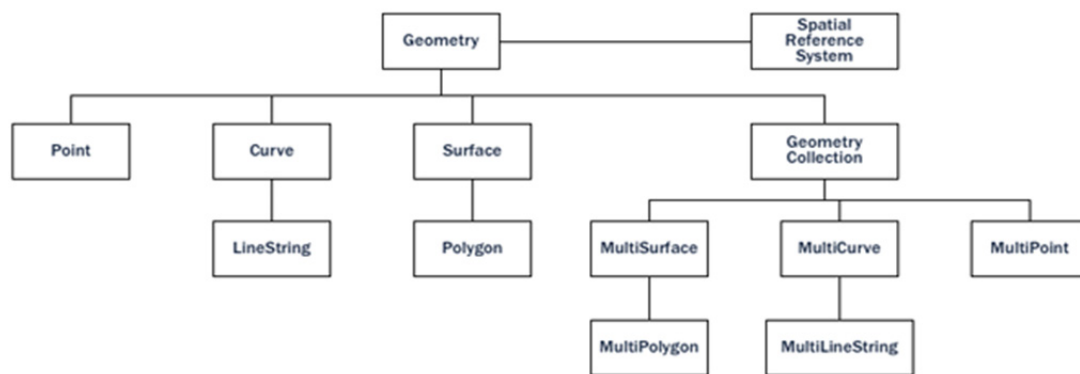 Geometry
Spatial
Reference
System
Point
Curve
Surface
Geometry
Collection
LineString
Polygon
MultiSurface
MultiCurve
MultiPoint
MultiPolygon
MultiLineString